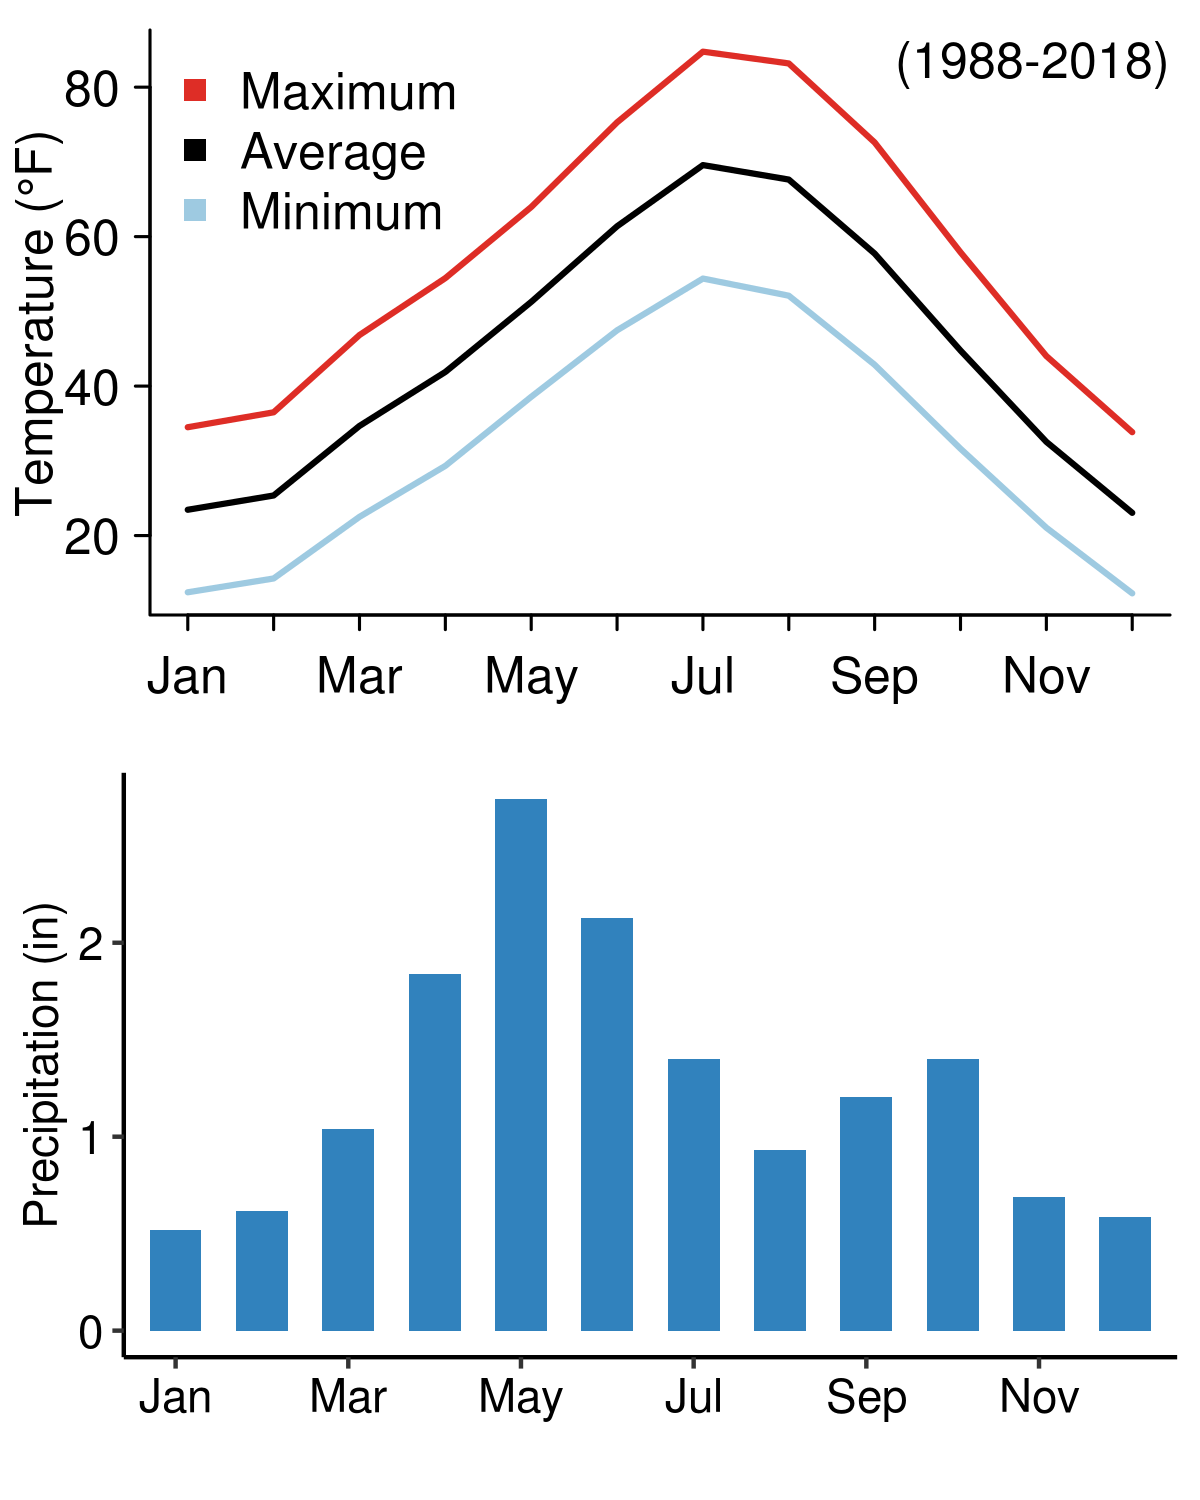 (1988-2018)
Maximum
Average
Minimum
Temperature (°F)
80
60
40
20
Jan Mar May Jul Sep Nov
Precipitation (in)
2
1
0
Jan Mar May Jul Sep Nov